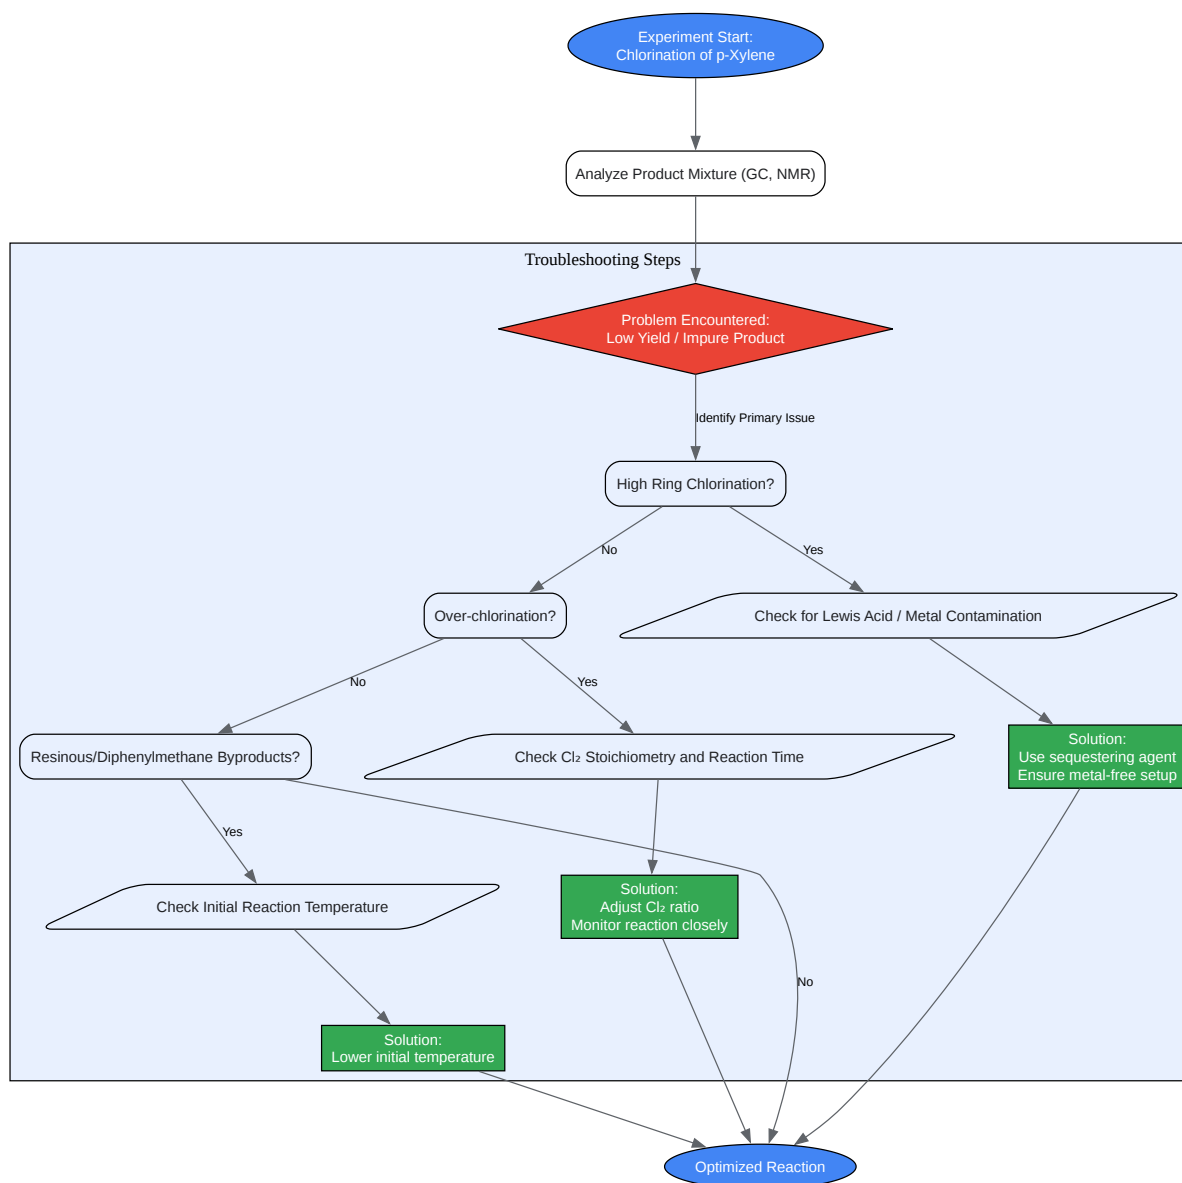 Experiment Start:
Chlorination of p-Xylene
Analyze Product Mixture (GC, NMR)
Troubleshooting Steps
Problem Encountered:
Low Yield / Impure Product
Identify Primary Issue
High Ring Chlorination?
No
Yes
Over-chlorination?
Check for Lewis Acid / Metal Contamination
No
Yes
Resinous/Diphenylmethane Byproducts?
Check Cl₂ Stoichiometry and Reaction Time
Solution:
Use sequestering agent
Ensure metal-free setup
Yes
Check Initial Reaction Temperature
Solution:
Adjust Cl₂ ratio
Monitor reaction closely
No
Solution:
Lower initial temperature
Optimized Reaction